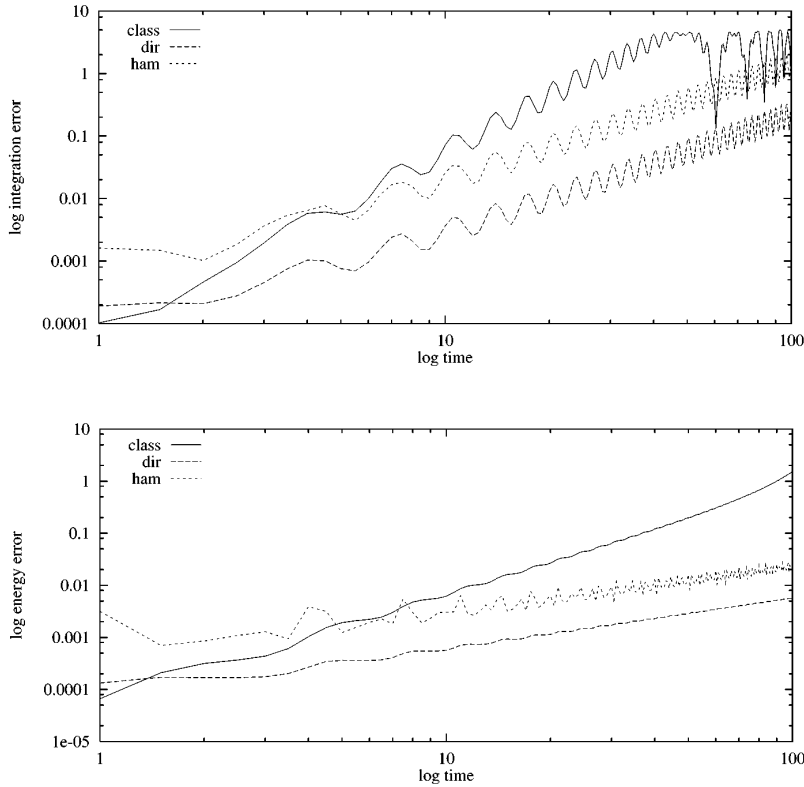 10
class
dir
ham
1
0.1
0.01
0.001
0.0001
log integration error
1
10
100
log time
10
class
dir
ham
1
0.1
0.01
0.001
0.0001
1e-05
log energy error
1
10
100
log time